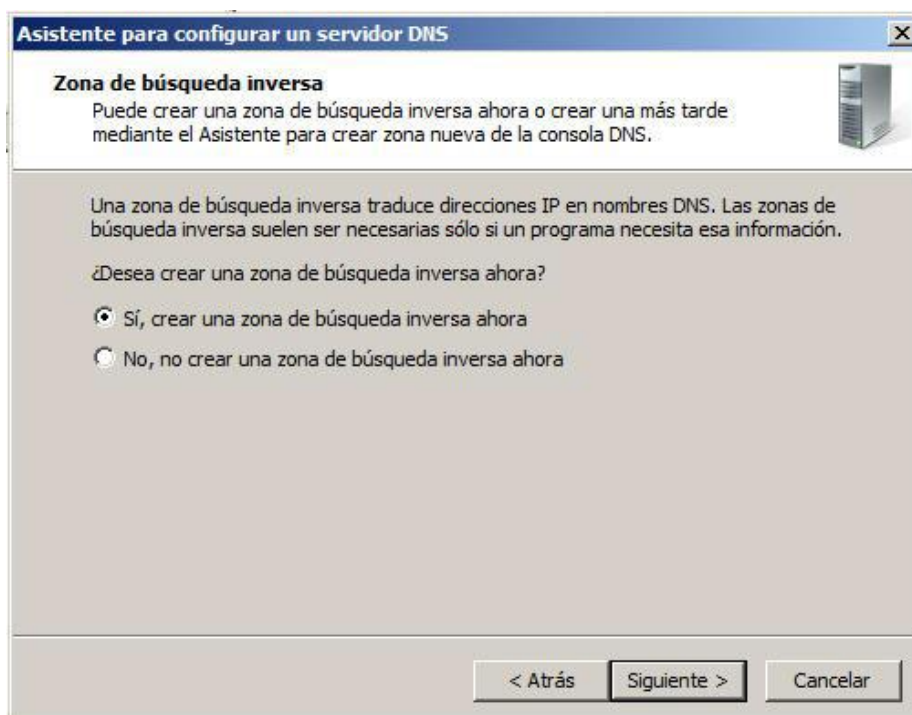 Asistente para configurar un servidor DNS
Zona de búsqueda inversa
Puede crear una zona de búsqueda inversa ahora o crear una más tarde
mediante el Asistente para crear zona nueva de la consola DNS.
Una zona de búsqueda inversa traduce direcciones IP en nombres DNS. Las zonas de
búsqueda inversa suelen ser necesarias sólo si un programa necesita esa información.
¿Desea crear una zona de búsqueda inversa ahora?
Sí, crear una zona de búsqueda inversa ahora
No, no crear una zona de búsqueda inversa ahora
< Atrás Siguiente > Cancelar